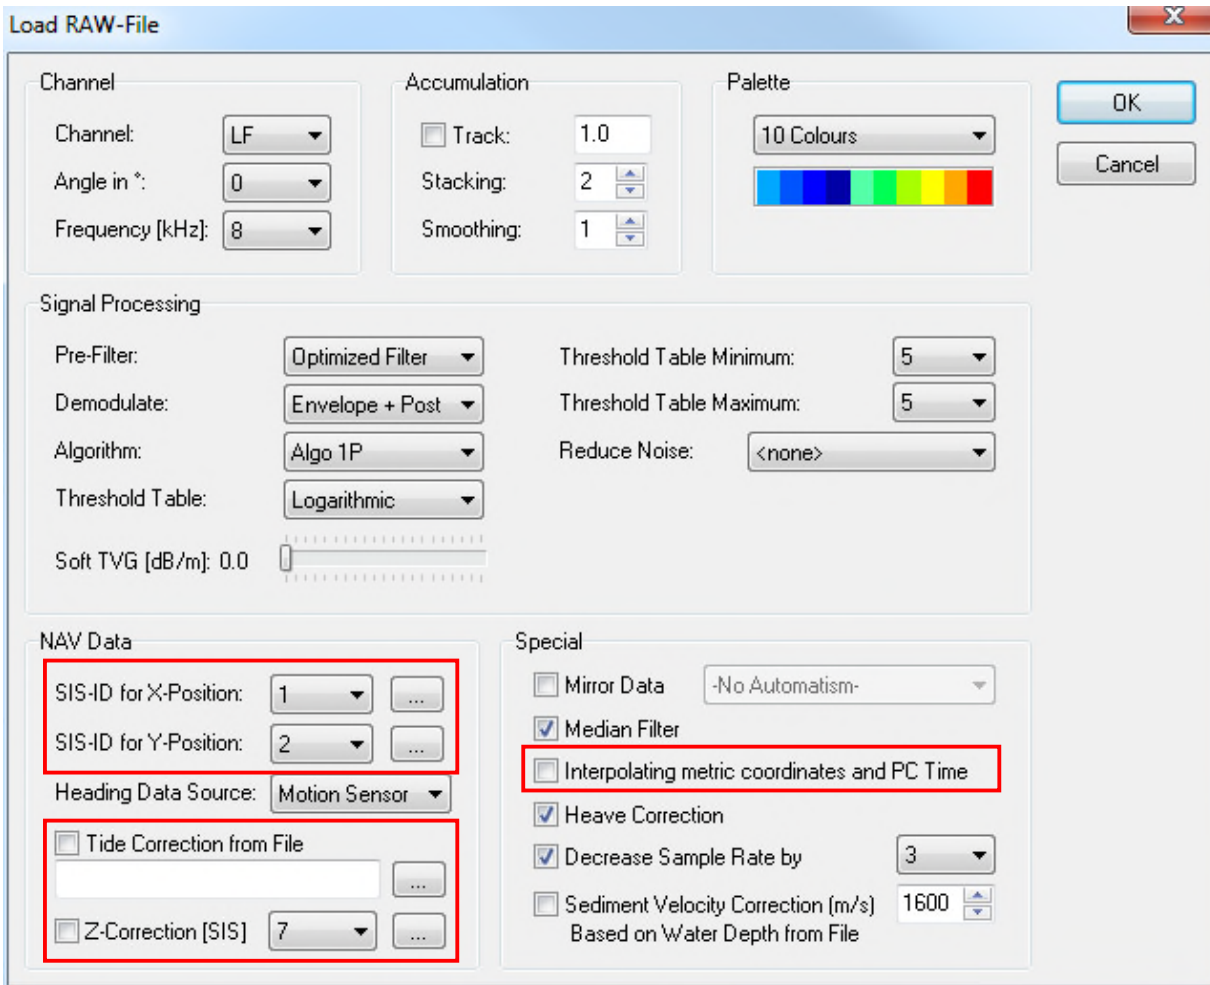 Load RAW-File
Channel
Channel: LF
Angle in °: 0
Frequency [kHz]: 8
Accumulation
Track: 1.0
Stacking: 2
Smoothing: 1
Palette
10 Colours
OK
Cancel
Signal Processing
Pre-Filter: Optimized Filter
Demodulate: Envelope + Post
Algorithm: Algo 1P
Threshold Table: Logarithmic
Soft TVG [dB/m]: 0.0
Threshold Table Minimum: 5
Threshold Table Maximum: 5
Reduce Noise: <none>
NAV Data
SIS-ID for X-Position: 1 ...
SIS-ID for Y-Position: 2 ...
Heading Data Source: Motion Sensor
Tide Correction from File
...
Z-Correction [SIS] 7 ...
Special
Mirror Data -No Automatism-
Median Filter
Interpolating metric coordinates and PC Time
Heave Correction
Decrease Sample Rate by 3
Sediment Velocity Correction (m/s) 1600
Based on Water Depth from File